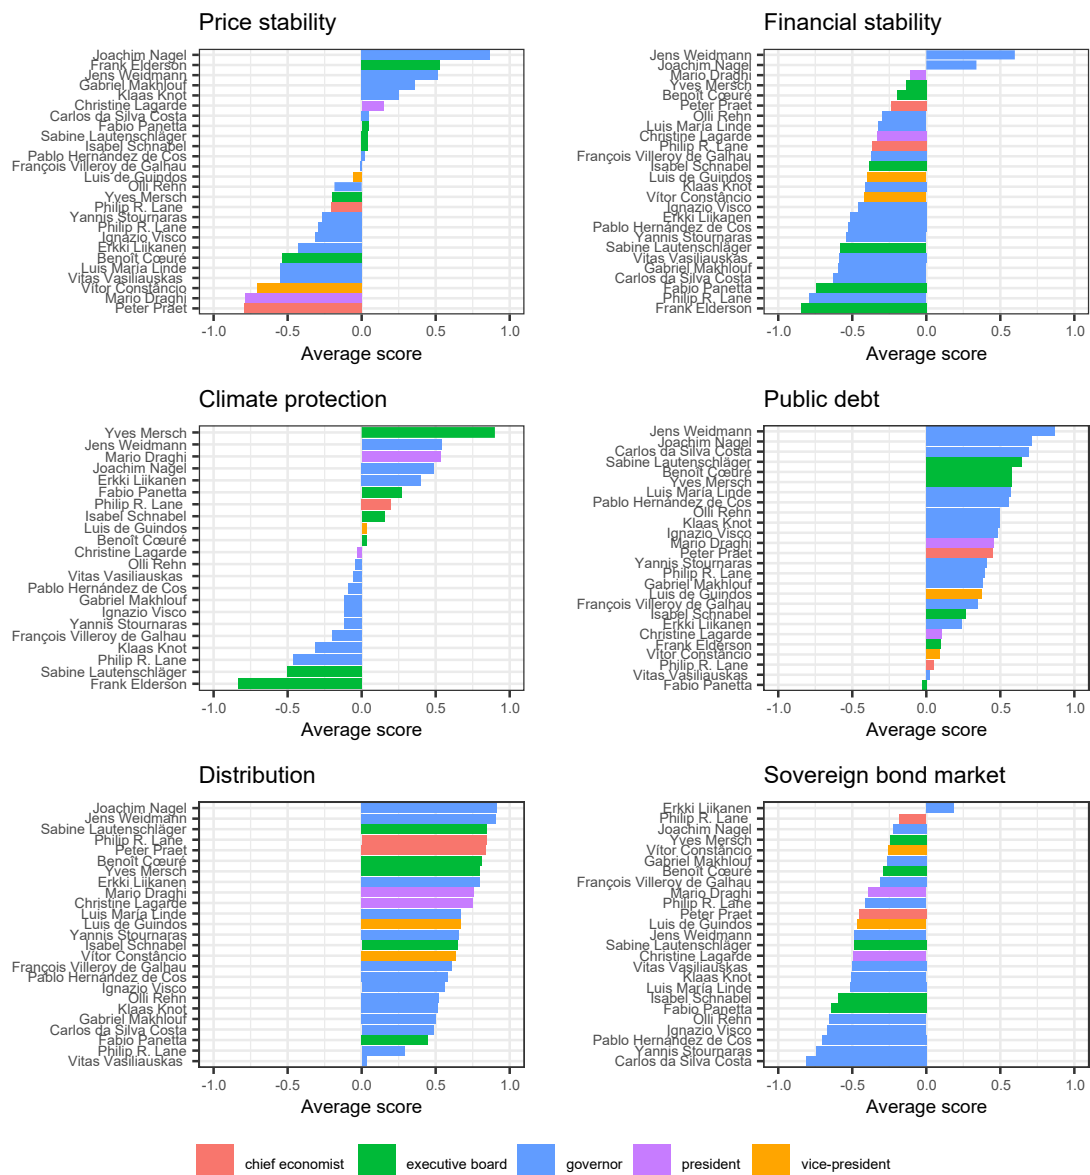 Price stability
Joachim Nagel
Frank Elderson
Jens Weidmann
Gabriel Makhlouf
Klaas Knot
Christine Lagarde
Carlos da Silva Costa
Fabio Panetta
Sabine Lautenschläger
Isabel Schnabel
Pablo Hernández de Cos
François Villeroy de Galhau
Luis de Guindos
Olli Rehn
Yves Mersch
Philip R. Lane
Yannis Stournaras
Philip R. Lane
Ignazio Visco
Erkki Liikanen
Benoît Cœuré
Luis María Linde
Vitas Vasiliauskas
Vítor Constâncio
Mario Draghi
Peter Praet
-1.0 -0.5 0.0 0.5 1.0
Average score
Financial stability
Jens Weidmann
Joachim Nagel
Mario Draghi
Yves Mersch
Benoît Cœuré
Peter Praet
Olli Rehn
Luis María Linde
Christine Lagarde
Philip R. Lane
François Villeroy de Galhau
Isabel Schnabel
Luis de Guindos
Klaas Knot
Vítor Constâncio
Ignazio Visco
Erkki Liikanen
Pablo Hernández de Cos
Yannis Stournaras
Sabine Lautenschläger
Vitas Vasiliauskas
Gabriel Makhlouf
Carlos da Silva Costa
Fabio Panetta
Philip R. Lane
Frank Elderson
-1.0 -0.5 0.0 0.5 1.0
Average score
Climate protection
Yves Mersch
Jens Weidmann
Mario Draghi
Joachim Nagel
Erkki Liikanen
Fabio Panetta
Philip R. Lane
Isabel Schnabel
Luis de Guindos
Benoît Cœuré
Christine Lagarde
Olli Rehn
Vitas Vasiliauskas
Pablo Hernández de Cos
Gabriel Makhlouf
Ignazio Visco
Yannis Stournaras
François Villeroy de Galhau
Klaas Knot
Philip R. Lane
Sabine Lautenschläger
Frank Elderson
-1.0 -0.5 0.0 0.5 1.0
Average score
Public debt
Jens Weidmann
Joachim Nagel
Carlos da Silva Costa
Sabine Lautenschläger
Benoît Cœuré
Yves Mersch
Luis María Linde
Pablo Hernández de Cos
Olli Rehn
Klaas Knot
Ignazio Visco
Mario Draghi
Peter Praet
Yannis Stournaras
Philip R. Lane
Gabriel Makhlouf
Luis de Guindos
François Villeroy de Galhau
Isabel Schnabel
Erkki Liikanen
Christine Lagarde
Frank Elderson
Vítor Constâncio
Philip R. Lane
Vitas Vasiliauskas
Fabio Panetta
-1.0 -0.5 0.0 0.5 1.0
Average score
Distribution
Joachim Nagel
Jens Weidmann
Sabine Lautenschläger
Philip R. Lane
Peter Praet
Benoît Cœuré
Yves Mersch
Erkki Liikanen
Mario Draghi
Christine Lagarde
Luis María Linde
Luis de Guindos
Yannis Stournaras
Isabel Schnabel
Vítor Constâncio
François Villeroy de Galhau
Pablo Hernández de Cos
Ignazio Visco
Olli Rehn
Klaas Knot
Gabriel Makhlouf
Carlos da Silva Costa
Fabio Panetta
Philip R. Lane
Vitas Vasiliauskas
-1.0 -0.5 0.0 0.5 1.0
Average score
Sovereign bond market
Erkki Liikanen
Philip R. Lane
Joachim Nagel
Yves Mersch
Vítor Constâncio
Gabriel Makhlouf
Benoît Cœuré
François Villeroy de Galhau
Mario Draghi
Philip R. Lane
Peter Praet
Luis de Guindos
Jens Weidmann
Sabine Lautenschläger
Christine Lagarde
Vitas Vasiliauskas
Klaas Knot
Luis María Linde
Isabel Schnabel
Fabio Panetta
Olli Rehn
Ignazio Visco
Pablo Hernández de Cos
Yannis Stournaras
Carlos da Silva Costa
-1.0 -0.5 0.0 0.5 1.0
Average score
chief economist executive board governor president vice-president